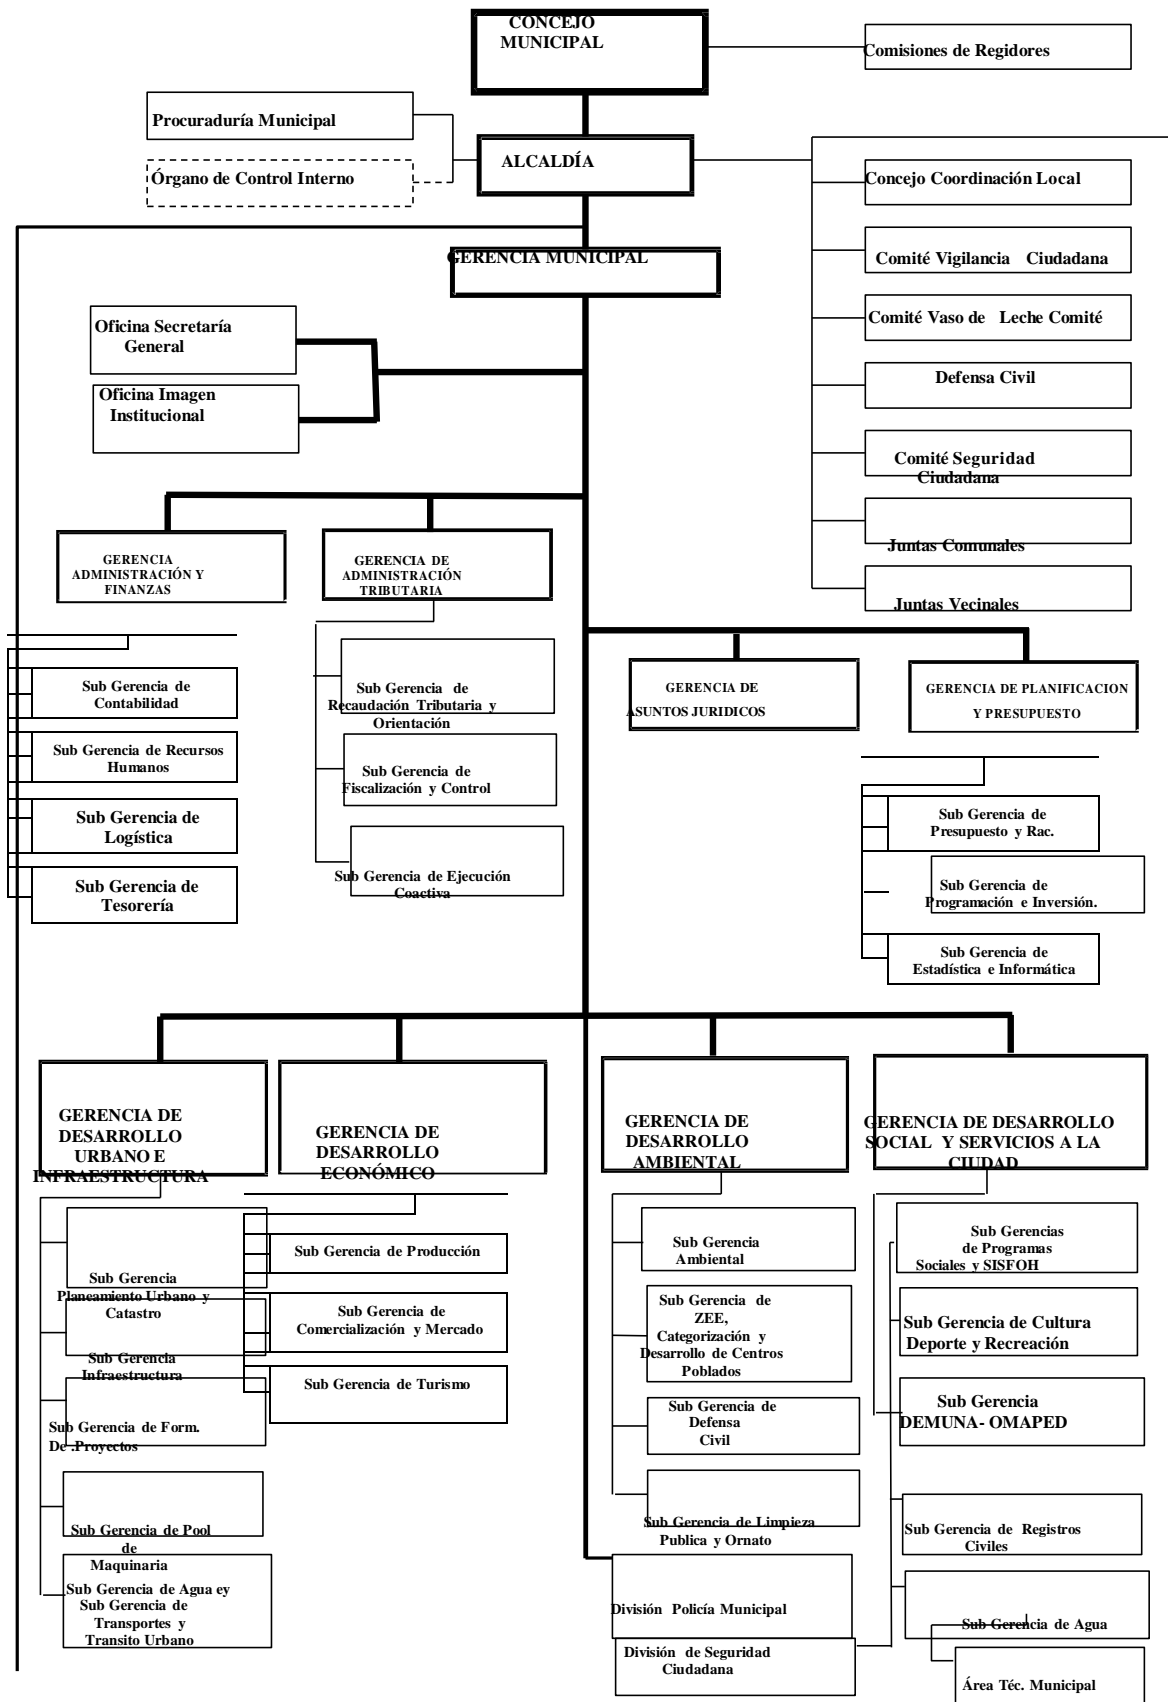 CONCEJO
MUNICIPAL
Comisiones de Regidores
Procuraduría Municipal
Órgano de Control Interno
ALCALDÍA
Concejo Coordinación Local
Comité Vigilancia Ciudadana
Comité Vaso de Leche Comité
Defensa Civil
Comité Seguridad
Ciudadana
Juntas Comunales
Juntas Vecinales
GERENCIA MUNICIPAL
Oficina Secretaría
General
Oficina Imagen
Institucional
GERENCIA
ADMINISTRACIÓN Y
FINANZAS
GERENCIA DE
ADMINISTRACIÓN
TRIBUTARIA
Sub Gerencia de
Contabilidad
Sub Gerencia de Recursos
Humanos
Sub Gerencia de
Logística
Sub Gerencia de
Tesorería
Sub Gerencia de
Recaudación Tributaria y
Orientación
Sub Gerencia de
Fiscalización y Control
Sub Gerencia de Ejecución
Coactiva
GERENCIA DE
ASUNTOS JURIDICOS
GERENCIA DE PLANIFICACION
Y PRESUPUESTO
Sub Gerencia de
Presupuesto y Rac.
Sub Gerencia de
Programación e Inversión.
Sub Gerencia de
Estadística e Informática
GERENCIA DE
DESARROLLO
URBANO E
INFRAESTRUCTURA
GERENCIA DE
DESARROLLO
ECONÓMICO
GERENCIA DE
DESARROLLO
AMBIENTAL
GERENCIA DE DESARROLLO
SOCIAL Y SERVICIOS A LA
CIUDAD
Sub Gerencia
Planeamiento Urbano y
Catastro
Sub Gerencia
Infraestructura
Sub Gerencia de Form.
De .Proyectos
Sub Gerencia de Pool
de
Maquinaria
Sub Gerencia de Agua ey
Sub Gerencia de
Transportes y
Transito Urbano
Sub Gerencia de Producción
Sub Gerencia de
Comercialización y Mercado
Sub Gerencia de Turismo
Sub Gerencia
Ambiental
Sub Gerencia de
ZEE,
Categorización y
Desarrollo de Centros
Poblados
Sub Gerencia de
Defensa
Civil
Sub Gerencia de Limpieza
Publica y Ornato
División Policía Municipal
División de Seguridad
Ciudadana
Sub Gerencias
de Programas
Sociales y SISFOH
Sub Gerencia de Cultura
Deporte y Recreación
Sub Gerencia
DEMUNA- OMAPED
Sub Gerencia de Registros
Civiles
Sub Gerencia de Agua
Área Téc. Municipal